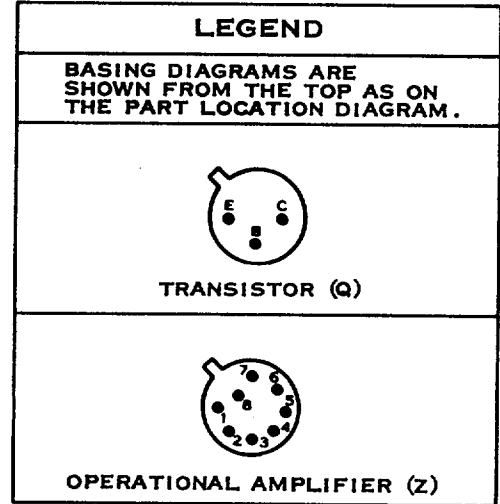 LEGEND
BASING DIAGRAMS ARE
SHOWN FROM THE TOP AS ON
THE PART LOCATION DIAGRAM.
E C
B
TRANSISTOR (Q)
7 6
8 5
1 4
2 3
OPERATIONAL AMPLIFIER (Z)